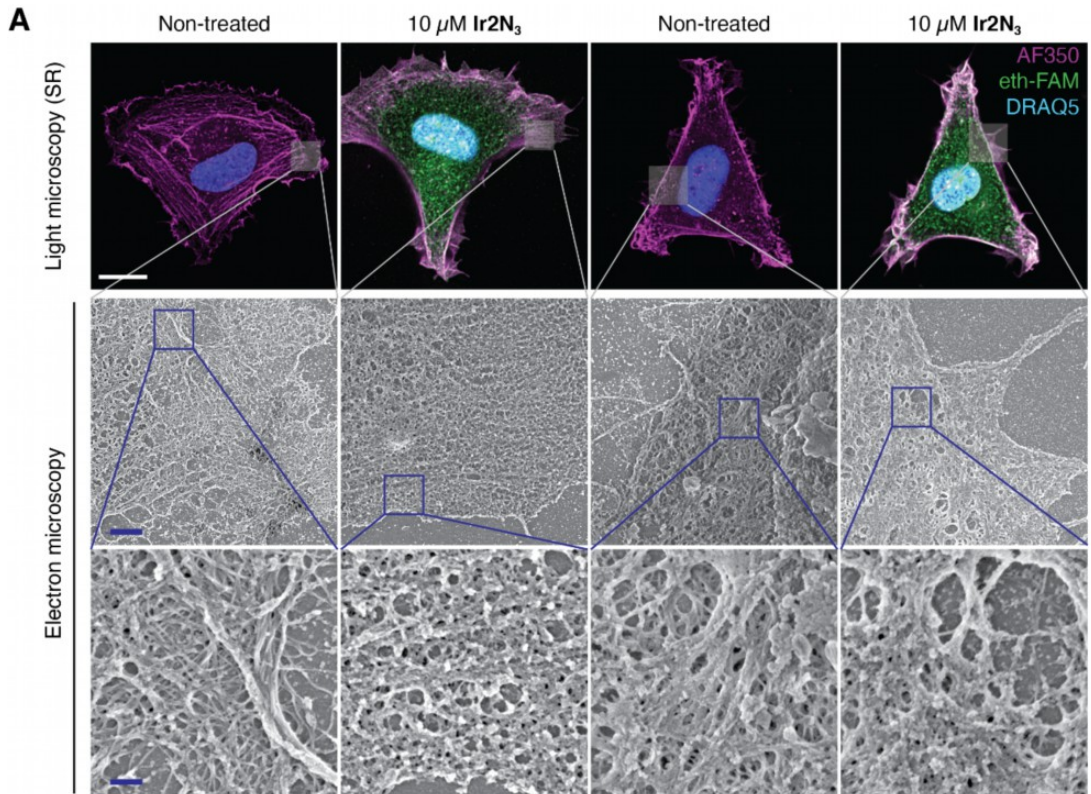 A
Non-treated
10 µM Ir2N₃
Non-treated
10 µM Ir2N₃
Light microscopy (SR)
AF350
eth-FAM
DRAQ5
Electron microscopy